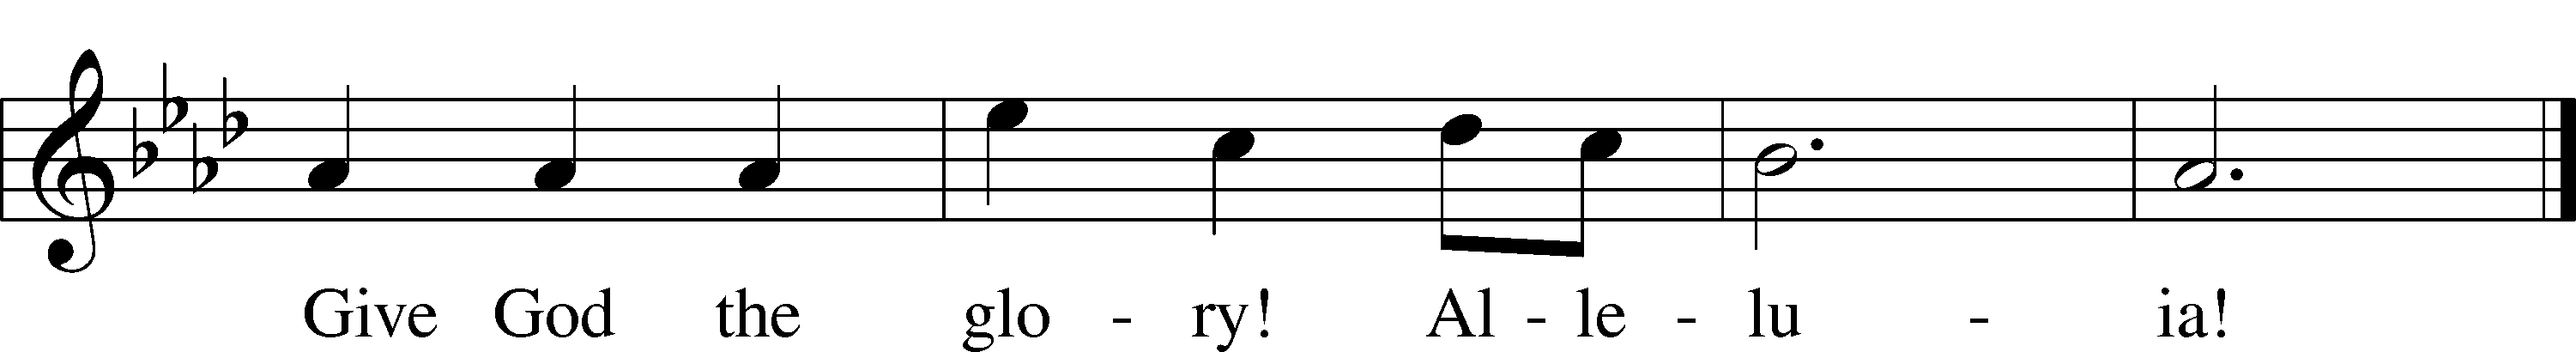 Give God the glo - ry! Al - le - lu - ia!